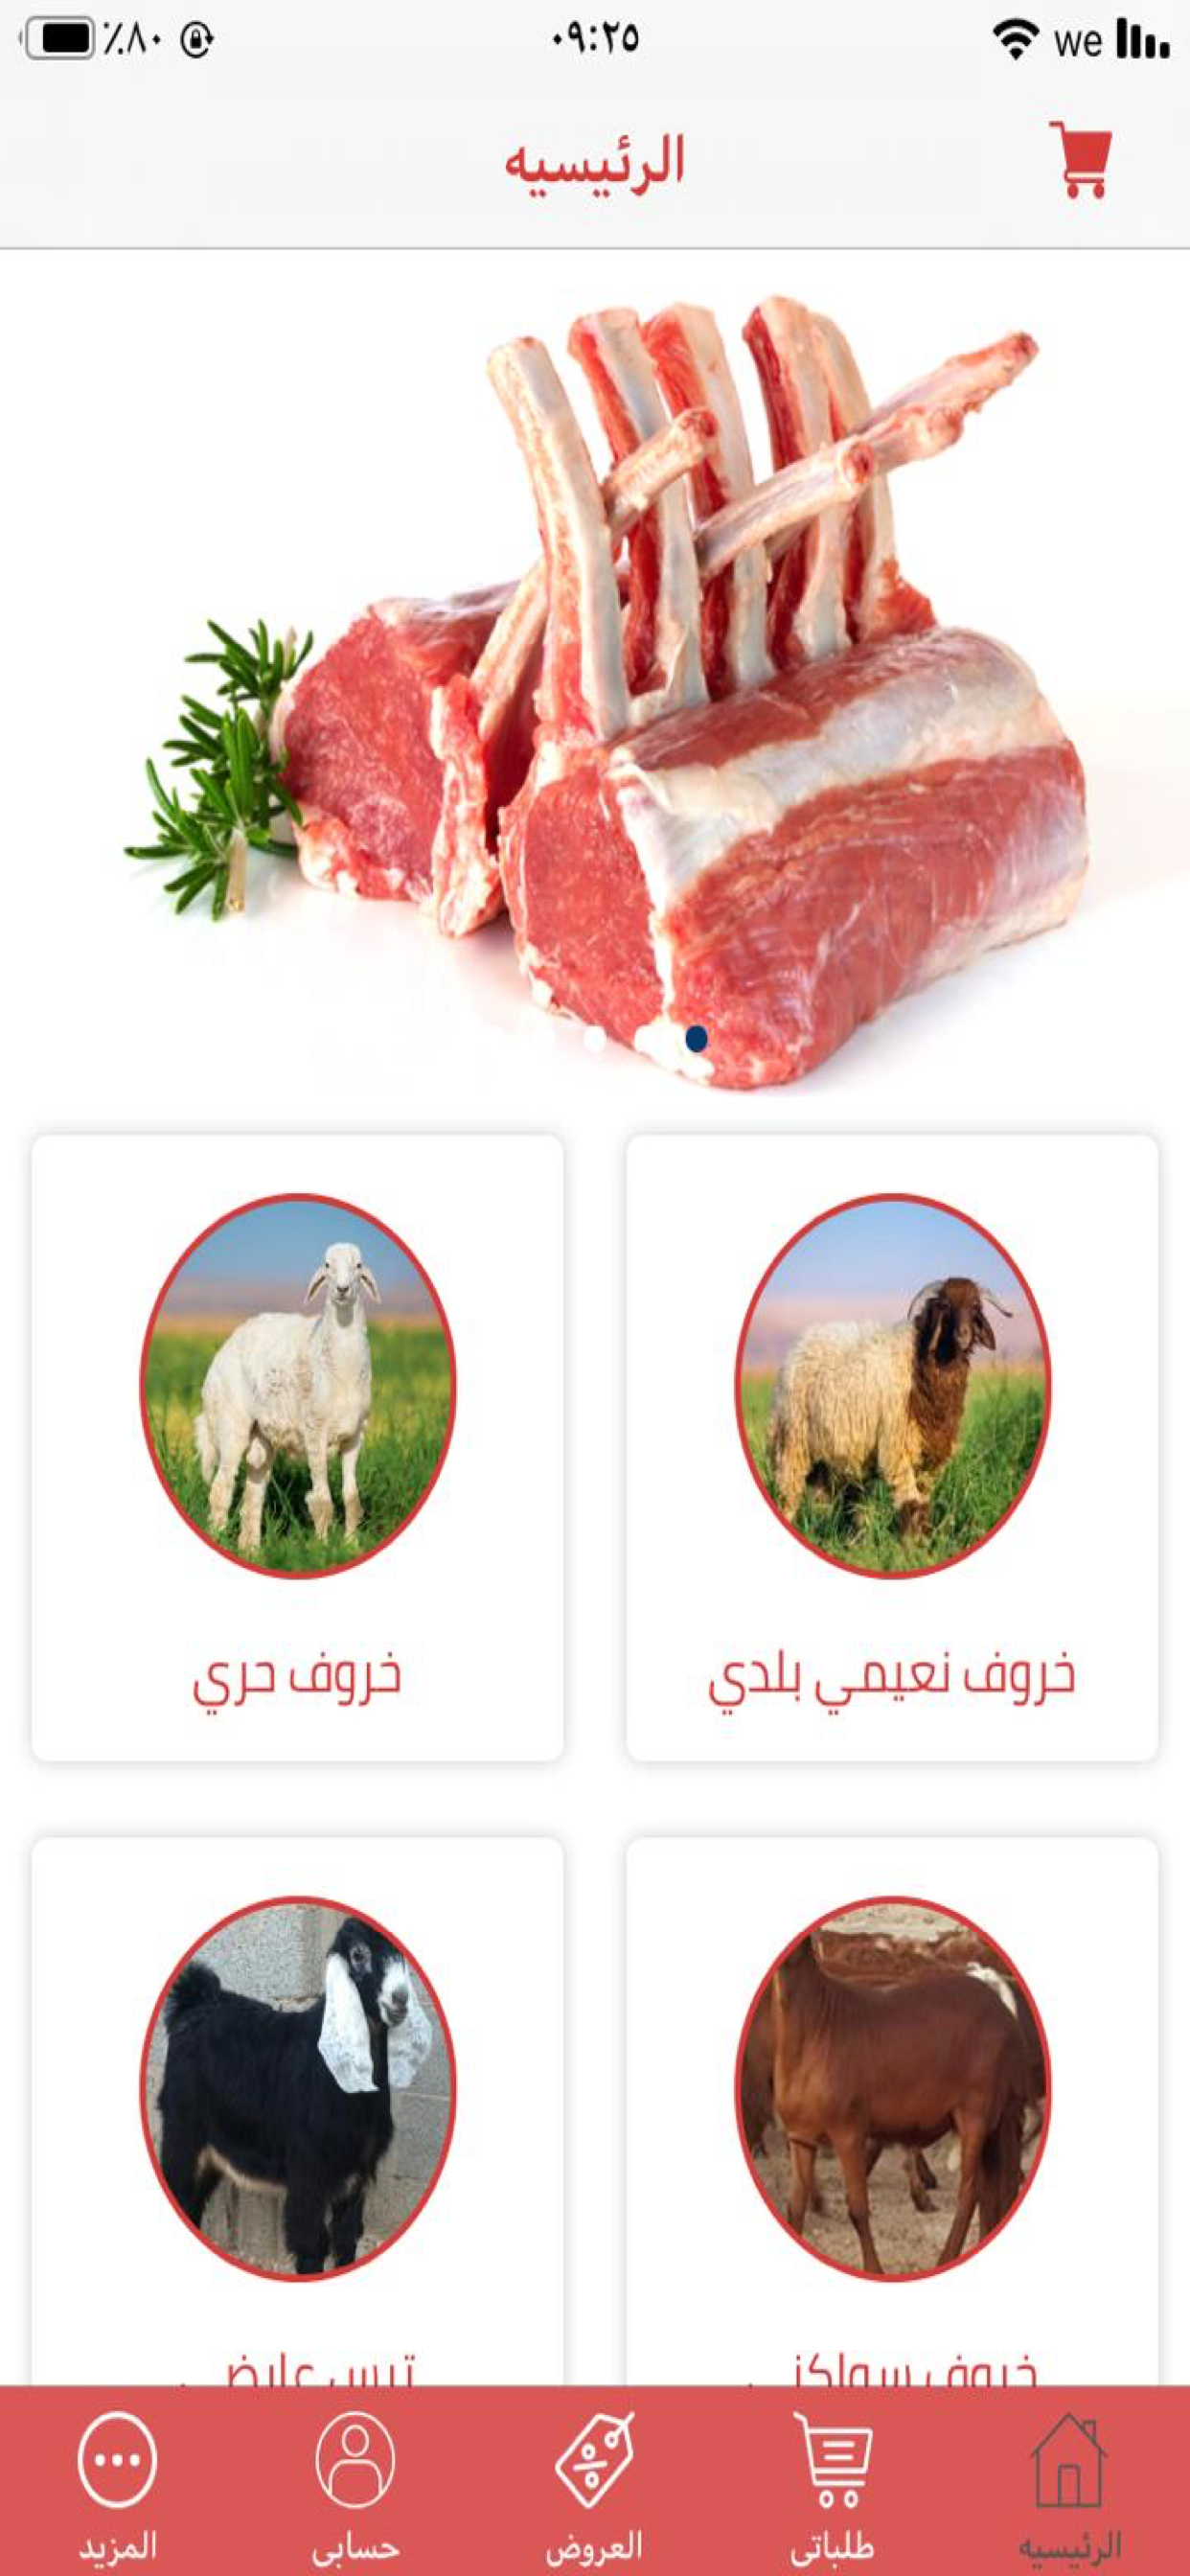 we
٠٩:٢٥
٪٨٠
الرئيسيه
خروف نعيمي بلدي
خروف حري
خروف سواكني
تيس عارضي
الرئيسيه
طلباتى
العروض
حسابى
المزيد